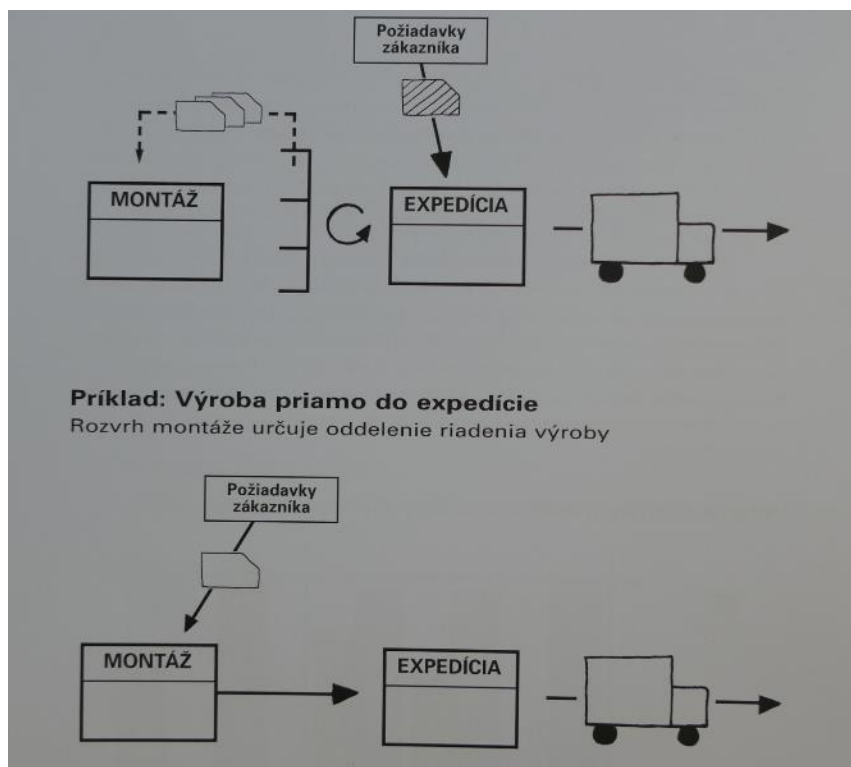 Požiadavky
zákazníka
MONTÁŽ
EXPEDÍCIA
Príklad: Výroba priamo do expedície
Rozvrh montáže určuje oddelenie riadenia výroby
Požiadavky
zákazníka
MONTÁŽ
EXPEDÍCIA